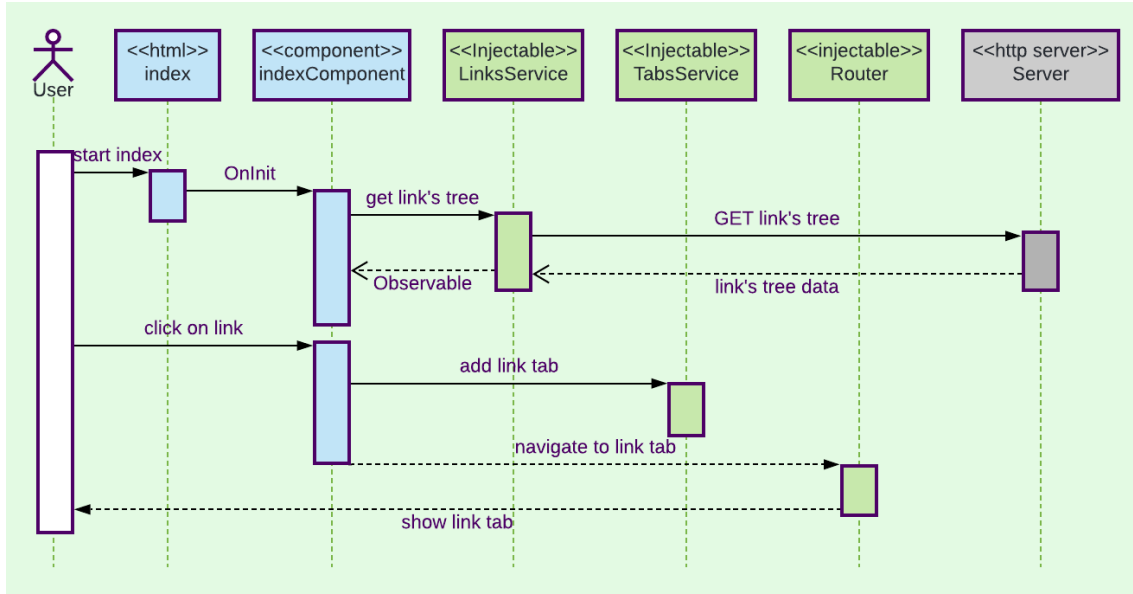 <<html>>
index
<<component>>
indexComponent
<<Injectable>>
LinksService
<<Injectable>>
TabsService
<<injectable>>
Router
<<http server>>
Server
User
start index
OnInit
get link's tree
GET link's tree
Observable
link's tree data
click on link
add link tab
navigate to link tab
show link tab